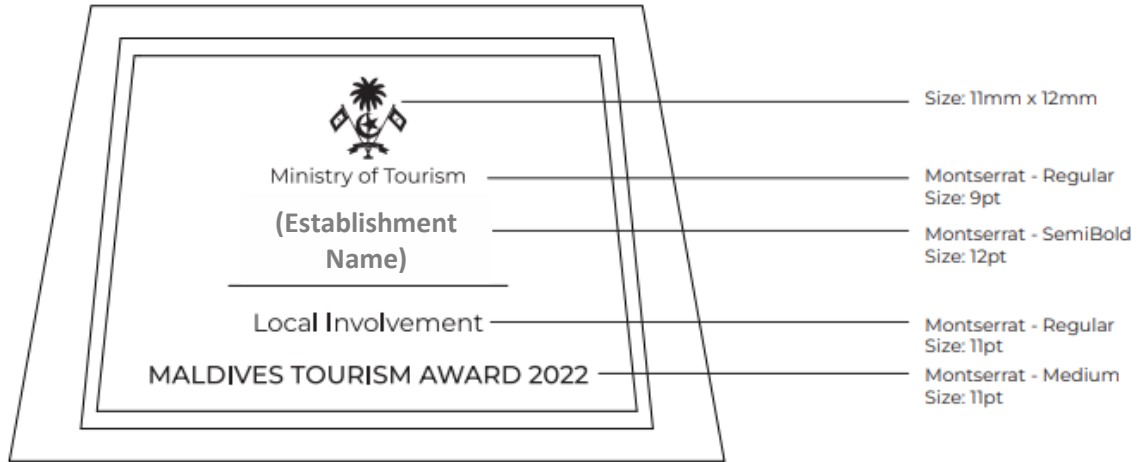 Size: 11mm x 12mm
Ministry of Tourism
Montserrat - Regular
Size: 9pt
(Establishment
Name)
Montserrat - SemiBold
Size: 12pt
Local Involvement
Montserrat - Regular
Size: 11pt
MALDIVES TOURISM AWARD 2022
Montserrat - Medium
Size: 11pt